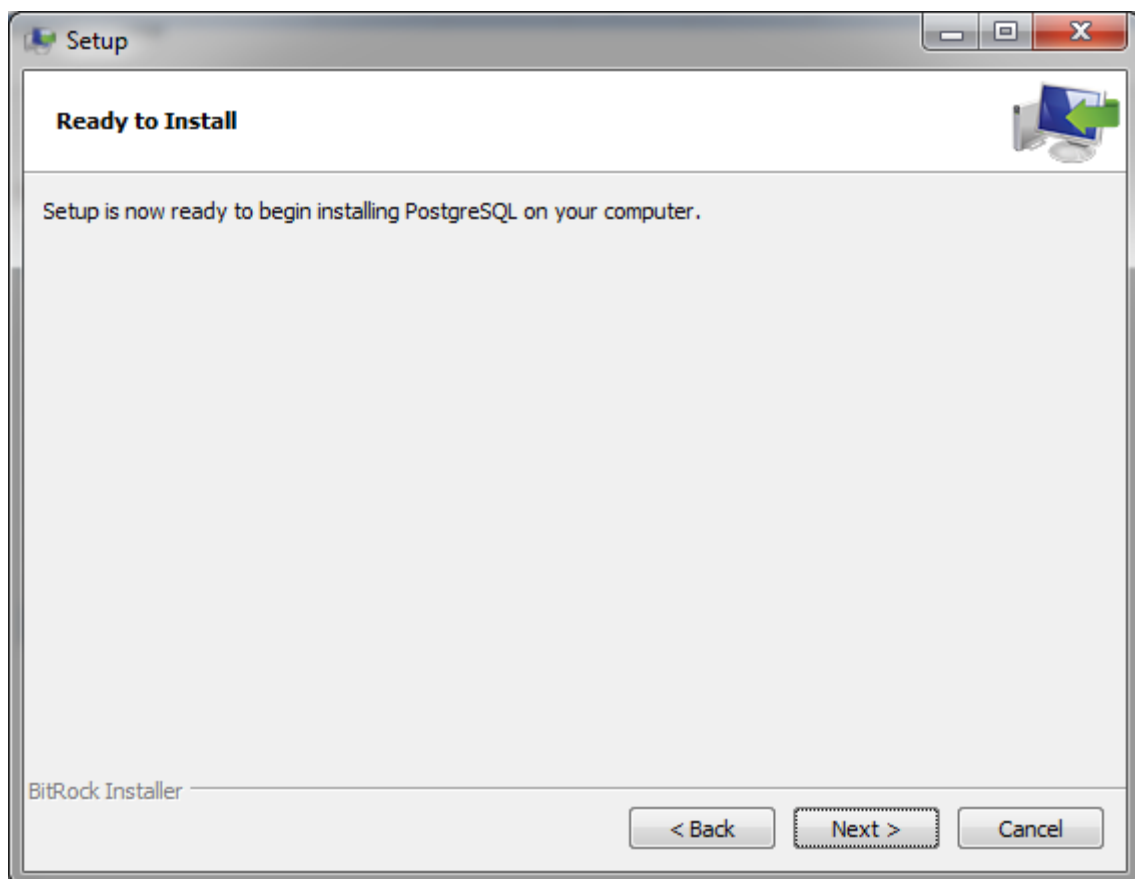 Setup
Ready to Install
Setup is now ready to begin installing PostgreSQL on your computer.
BitRock Installer
< Back Next > Cancel